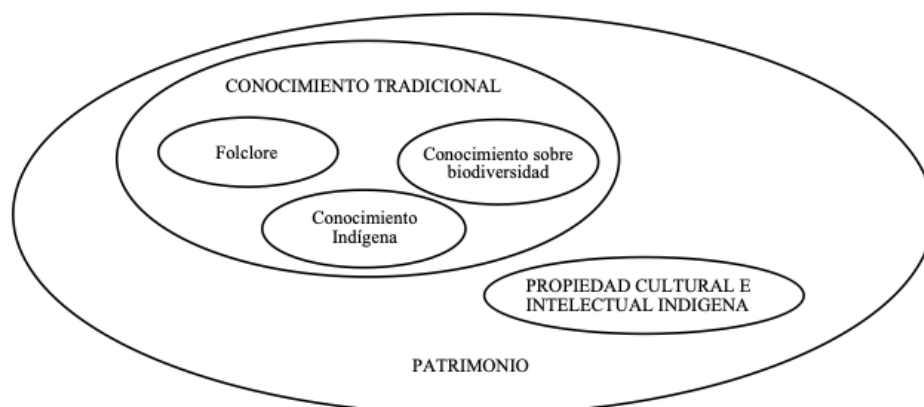 CONOCIMIENTO TRADICIONAL
Folclore
Conocimiento sobre
biodiversidad
Conocimiento
Indígena
PROPIEDAD CULTURAL E
INTELECTUAL INDIGENA
PATRIMONIO